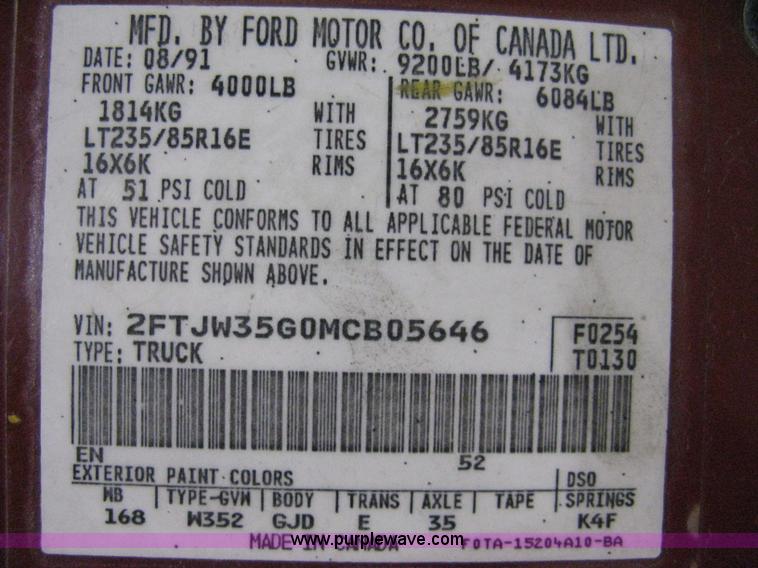 MFD. BY FORD MOTOR CO. OF CANADA LTD.
DATE: 08/91 GVWR: 9200LB/ 4173KG
FRONT GAWR: 4000LB REAR GAWR: 6084LB
1814KG WITH 2759KG WITH
LT235/85R16E TIRES LT235/85R16E TIRES
16X6K RIMS 16X6K RIMS
AT 51 PSI COLD AT 80 PSI COLD
THIS VEHICLE CONFORMS TO ALL APPLICABLE FEDERAL MOTOR
VEHICLE SAFETY STANDARDS IN EFFECT ON THE DATE OF
MANUFACTURE SHOWN ABOVE.
VIN: 2FTJW35G0MCB05646 F0254
TYPE: TRUCK T0130
EN 52
EXTERIOR PAINT COLORS DSO
WB TYPE-GVW BODY TRANS AXLE TAPE SPRINGS
168 W352 GJD E 35 K4F
MADE IN CANADA F0TA-15204A10-BA
www.purplewave.com